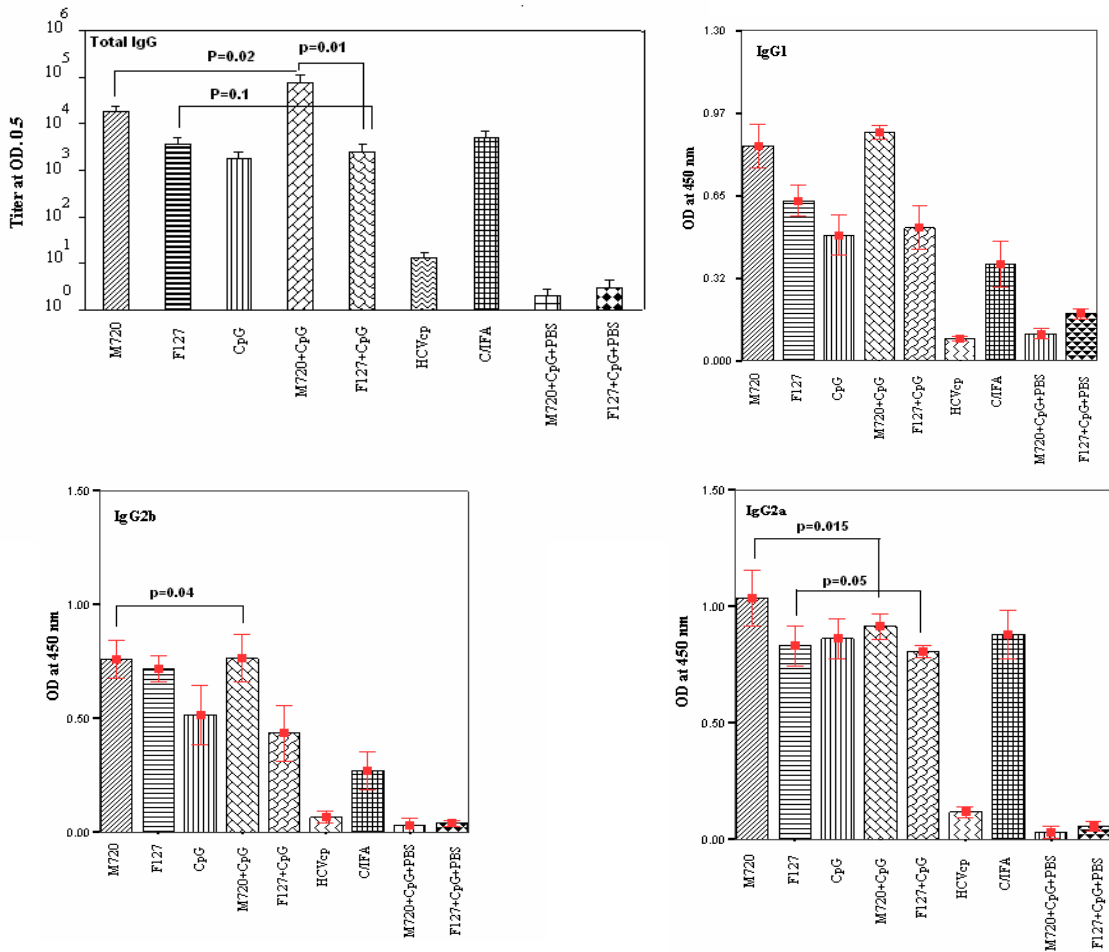 Total IgG
P=0.02
p=0.01
P=0.1
Titer at OD. 0.5
10^6
10^5
10^4
10^3
10^2
10^1
10^0
M720
F127
CpG
M720+CpG
F127+CpG
HCVcp
C/IFA
M720+CpG+PBS
F127+CpG+PBS
IgG1
OD at 450 nm
1.30
0.97
0.65
0.32
0.000
M720
F127
CpG
M720+CpG
F127+CpG
HCVcp
C/IFA
M720+CpG+PBS
F127+CpG+PBS
IgG2b
p=0.04
OD at 450 nm
1.50
1.00
0.50
0.00
M720
F127
CpG
M720+CpG
F127+CpG
HCVcp
C/IFA
M720+CpG+PBS
F127+CpG+PBS
IgG2a
p=0.015
p=0.05
OD at 450 nm
1.50
1.00
0.50
0.00
M720
F127
CpG
M720+CpG
F127+CpG
HCVcp
C/IFA
M720+CpG+PBS
F127+CpG+PBS